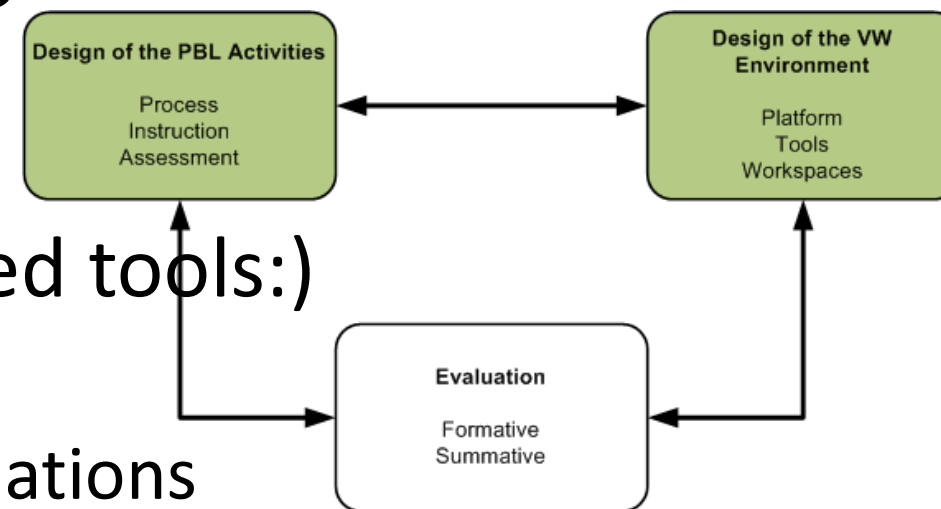 Design of the PBL Activities
Process
Instruction
Assessment
Design of the VW
Environment
Platform
Tools
Workspaces
ed tools:)
Evaluation
Formative
Summative
ations